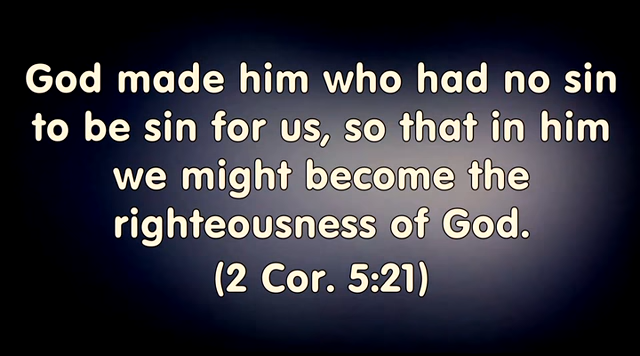 God made him who had no sin
to be sin for us, so that in him
we might become the
righteousness of God.
(2 Cor. 5:21)